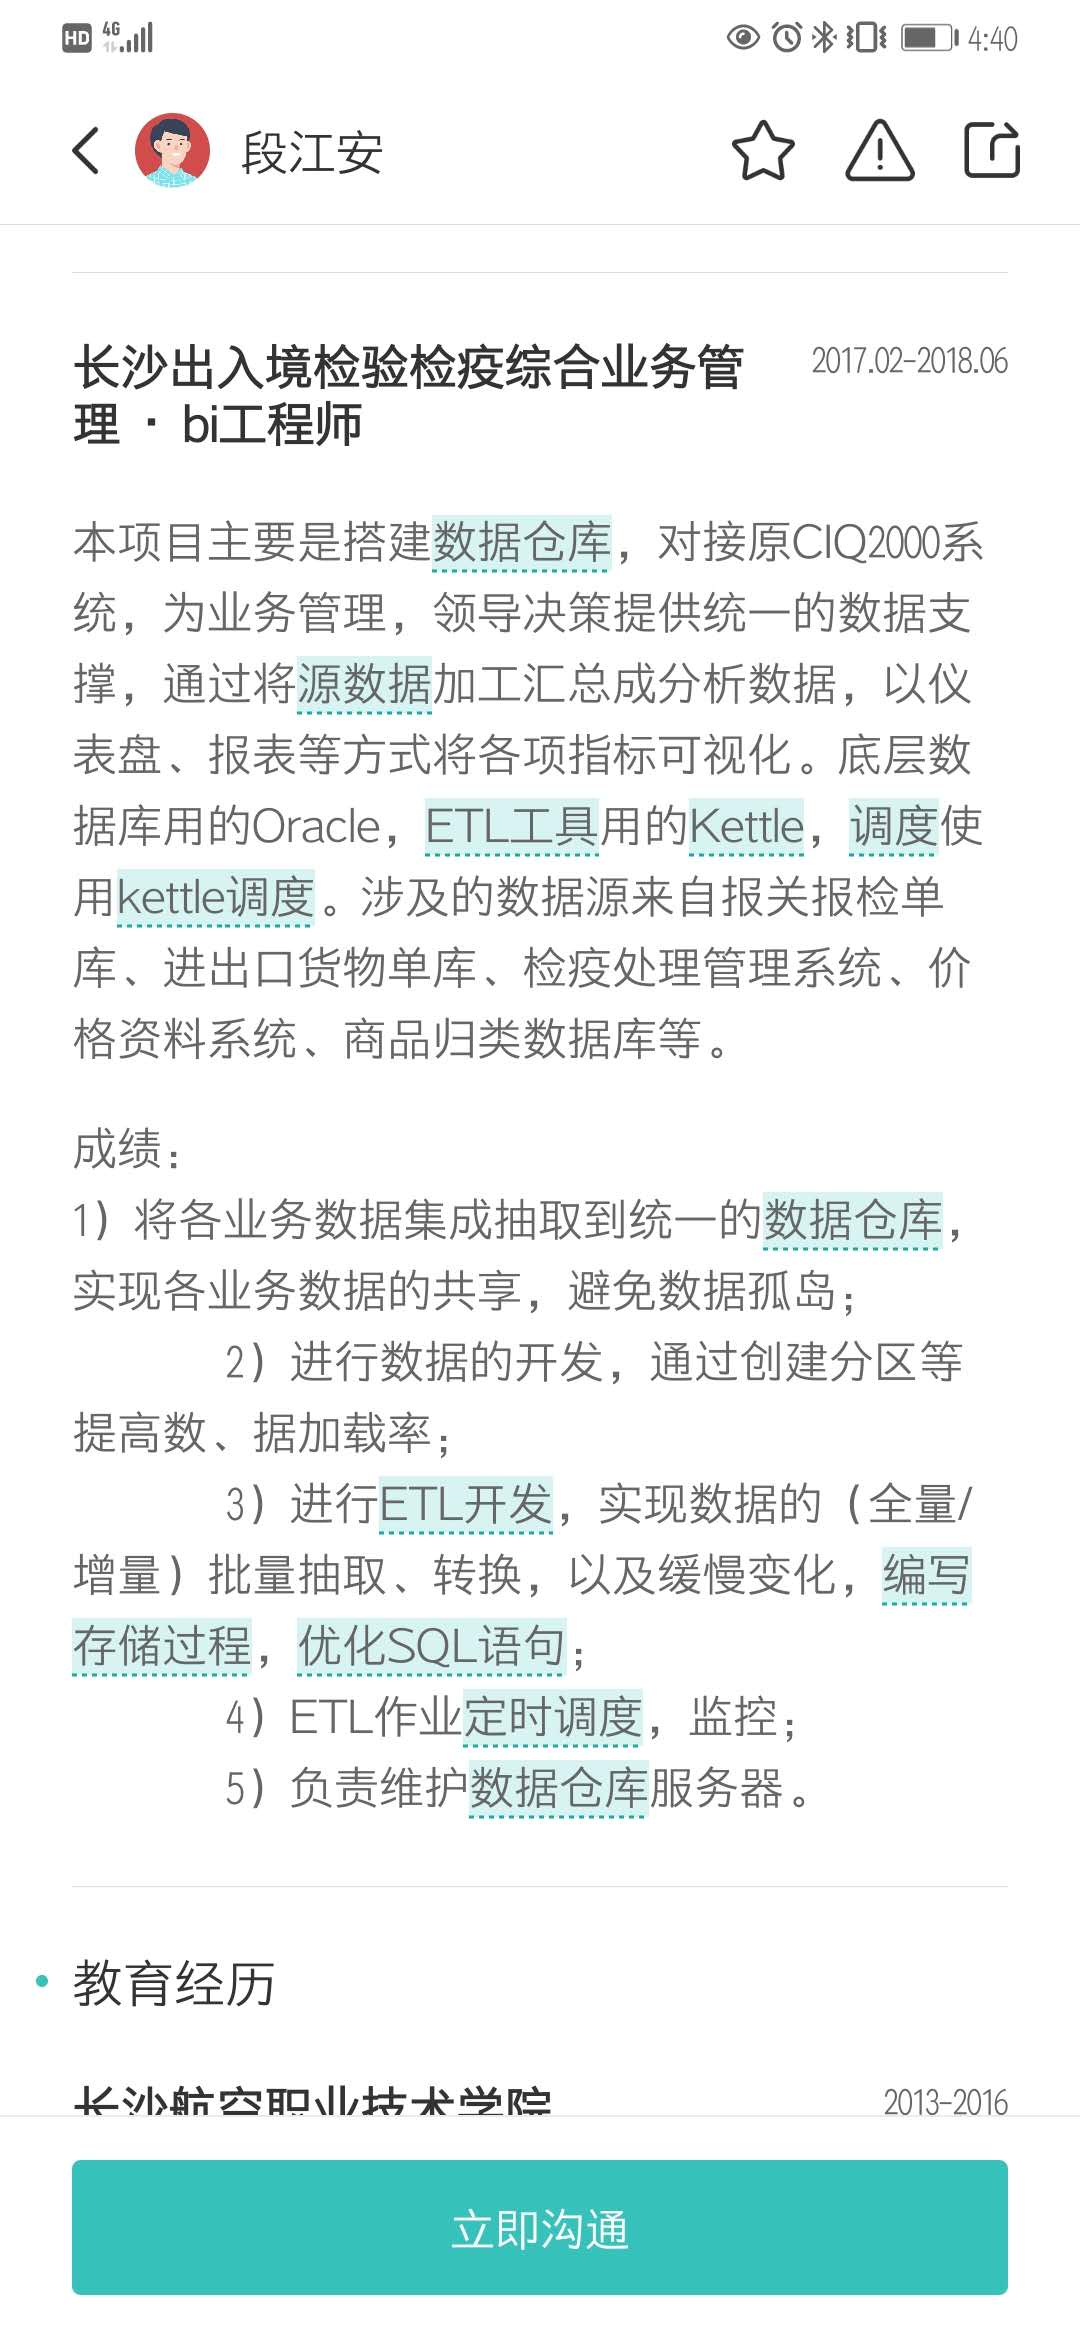 HD 4G 4:40
段江安
长沙出入境检验检疫综合业务管 2017.02-2018.06
理 · bi工程师
本项目主要是搭建数据仓库，对接原CIQ2000系
统，为业务管理，领导决策提供统一的数据支
撑，通过将源数据加工汇总成分析数据，以仪
表盘、报表等方式将各项指标可视化。底层数
据库用的Oracle，ETL工具用的Kettle，调度使
用kettle调度。涉及的数据源来自报关报检单
库、进出口货物单库、检疫处理管理系统、价
格资料系统、商品归类数据库等。
成绩：
1）将各业务数据集成抽取到统一的数据仓库，
实现各业务数据的共享，避免数据孤岛；
2）进行数据的开发，通过创建分区等
提高数、据加载率；
3）进行ETL开发，实现数据的（全量/
增量）批量抽取、转换，以及缓慢变化，编写
存储过程，优化SQL语句；
4）ETL作业定时调度，监控；
5）负责维护数据仓库服务器。
教育经历
长沙航空职业技术学院 2013-2016
立即沟通